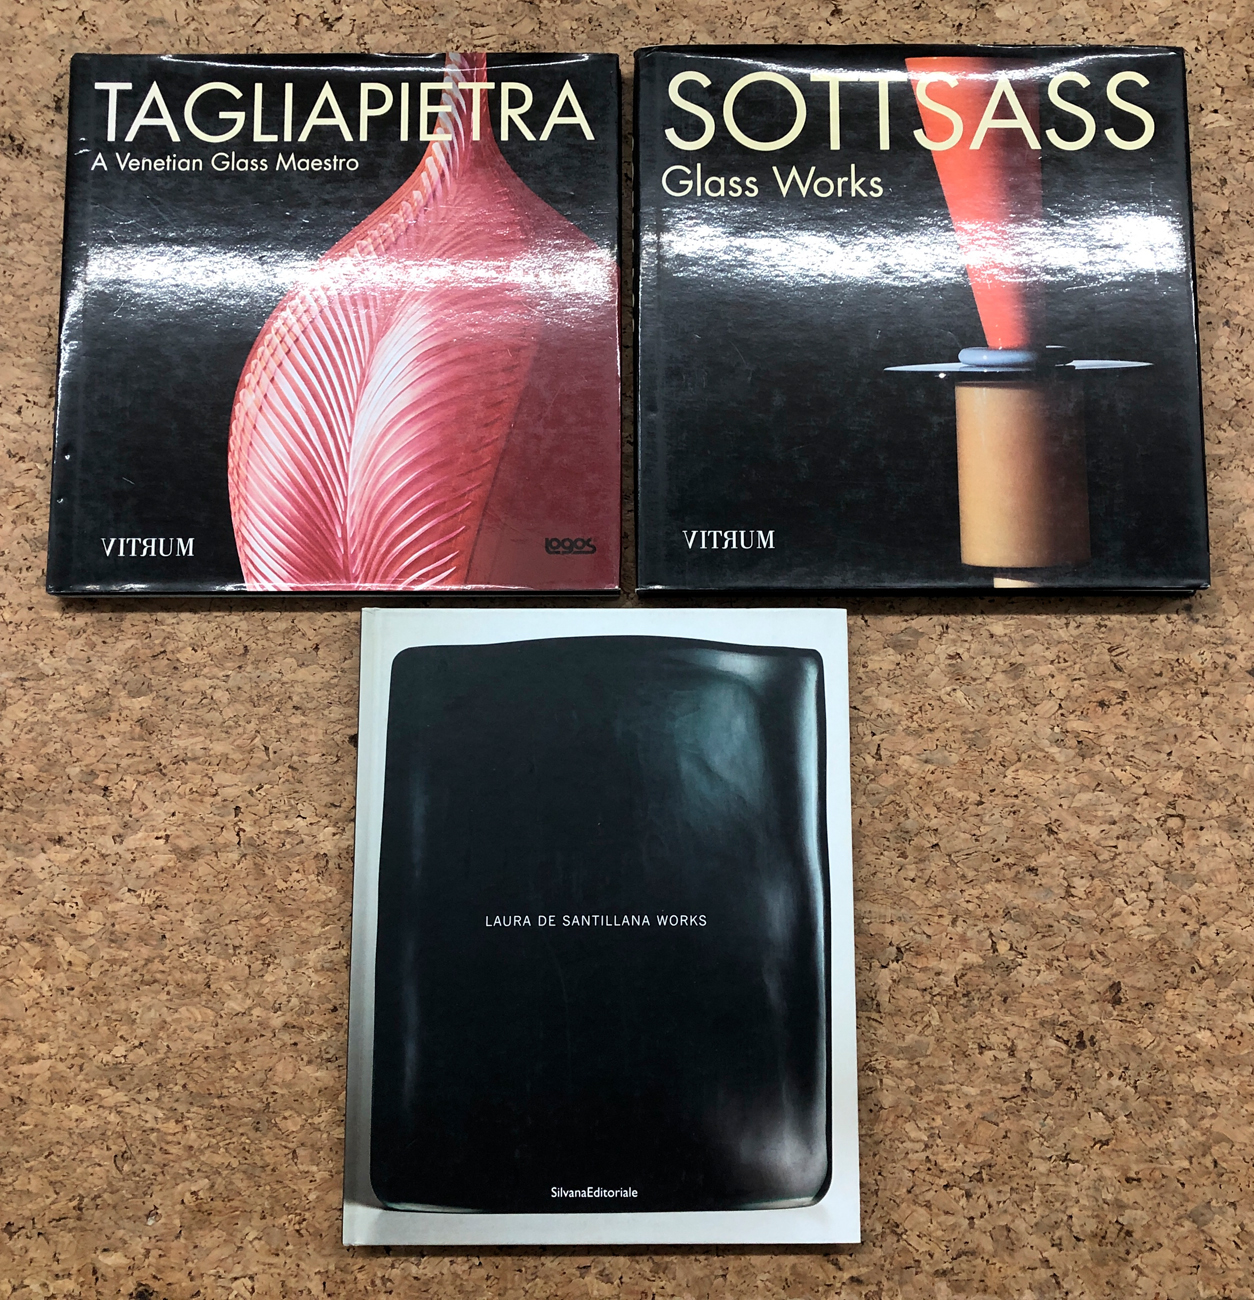 TAGLIAPIETRA
A Venetian Glass Maestro
VITRUM
logos
SOTTSASS
Glass Works
VITRUM
LAURA DE SANTILLANA WORKS
SilvanaEditoriale